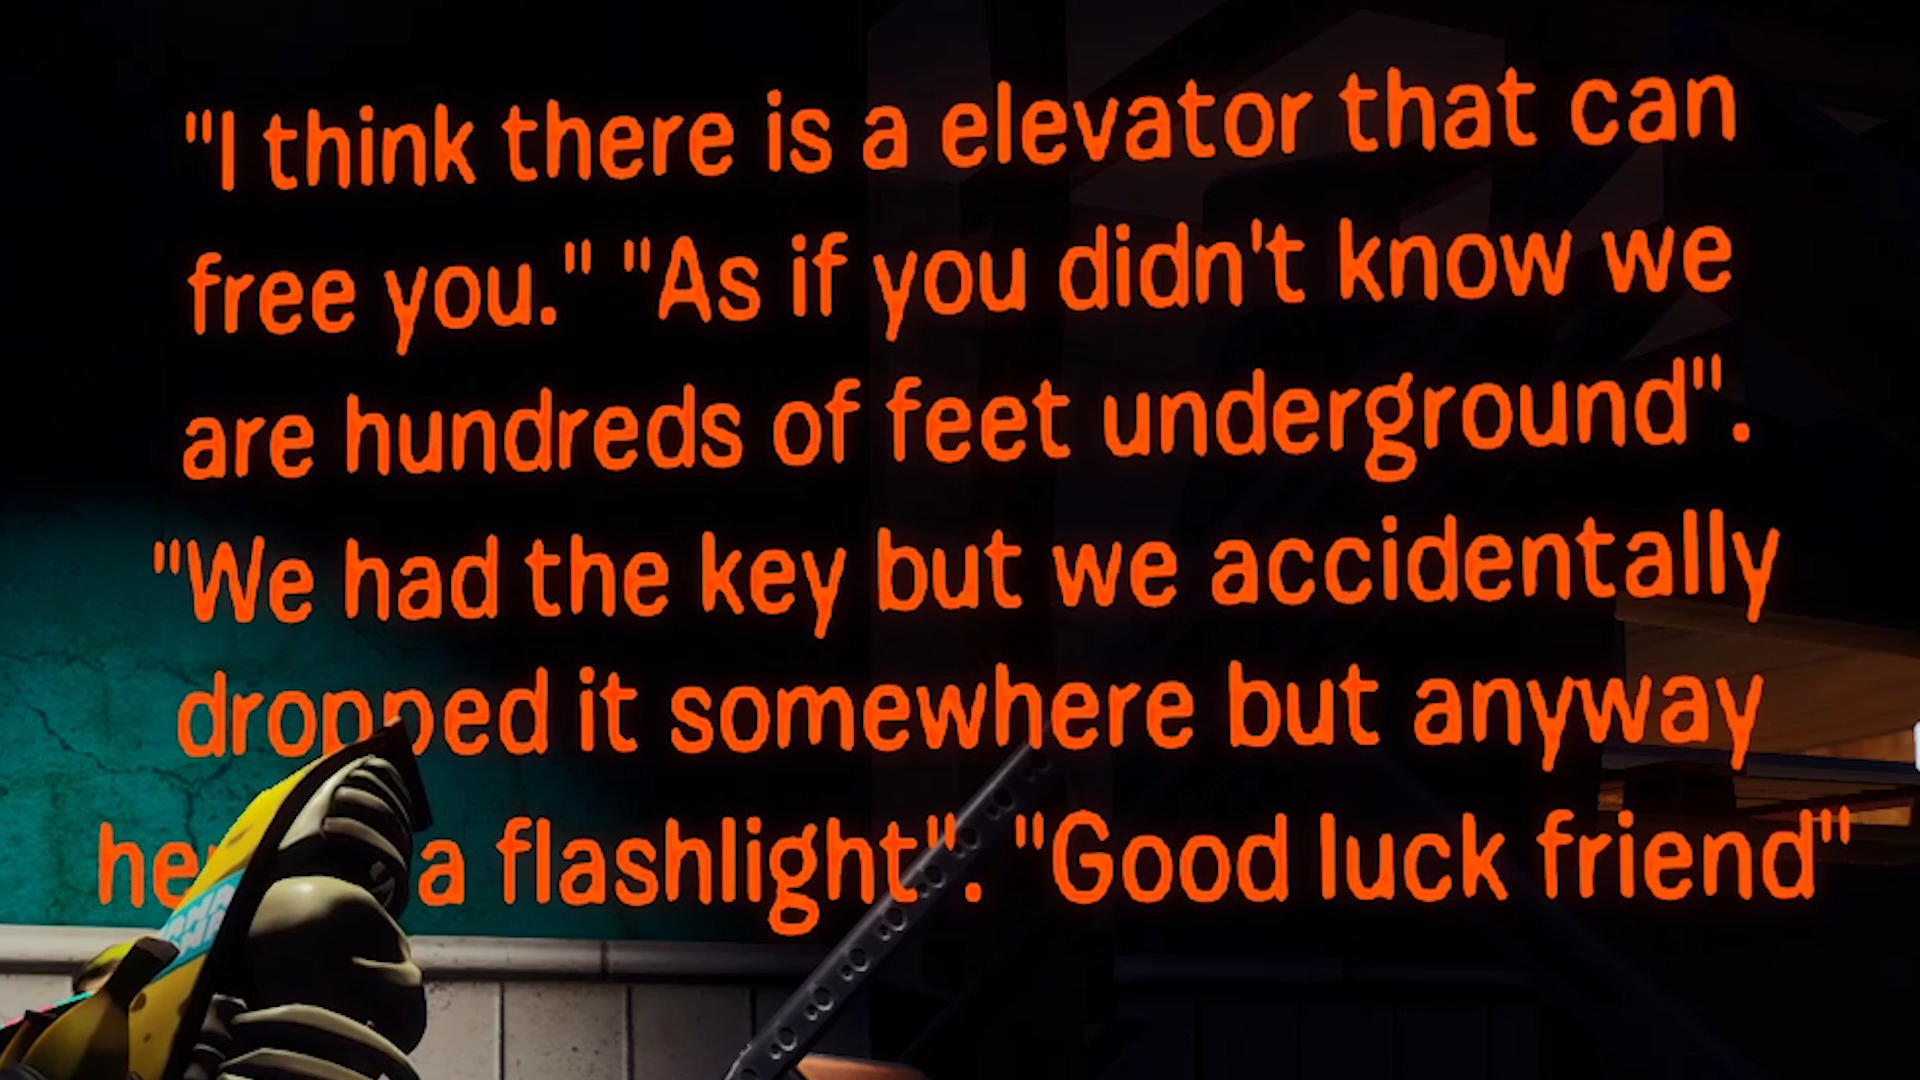 "I think there is a elevator that can
free you." "As if you didn't know we
are hundreds of feet underground".
"We had the key but we accidentally
dropped it somewhere but anyway
a flashlight". "Good luck friend"